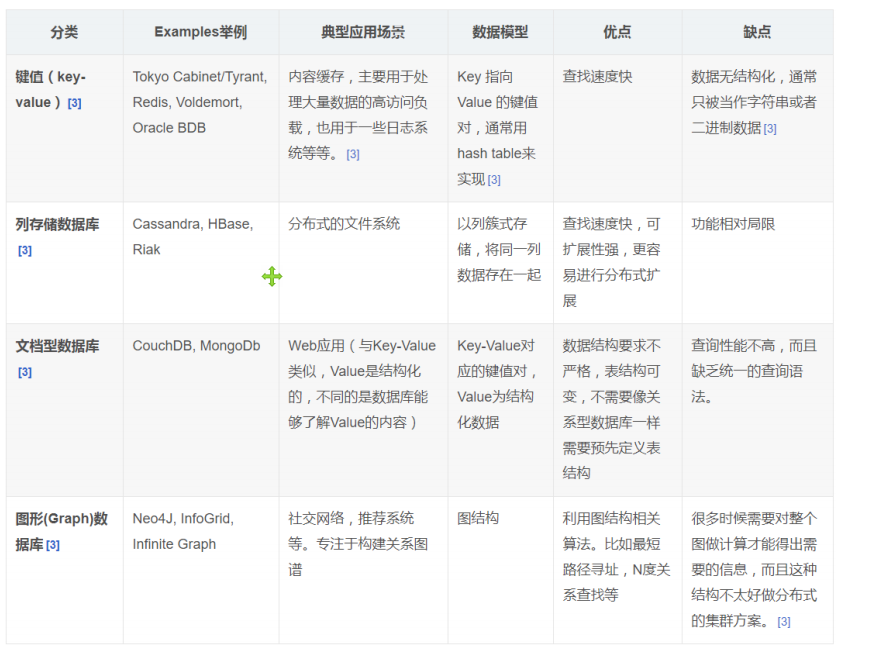 分类 Examples举例 典型应用场景 数据模型 优点 缺点
键值（key-
value）[3]
Tokyo Cabinet/Tyrant,
Redis, Voldemort,
Oracle BDB
内容缓存，主要用于处
理大量数据的高访问负
载，也用于一些日志系
统等等。[3]
Key 指向
Value 的键值
对，通常用
hash table来
实现[3]
查找速度快
数据无结构化，通常
只被当作字符串或者
二进制数据[3]
列存储数据库
[3]
Cassandra, HBase,
Riak
分布式的文件系统
以列簇式存
储，将同一列
数据存在一起
查找速度快，可
扩展性强，更容
易进行分布式扩
展
功能相对局限
文档型数据库
[3]
CouchDB, MongoDb
Web应用（与Key-Value
类似，Value是结构化
的，不同的是数据库能
够了解Value的内容）
Key-Value对
应的键值对，
Value为结构
化数据
数据结构要求不
严格，表结构可
变，不需要像关
系型数据库一样
需要预先定义表
结构
查询性能不高，而且
缺乏统一的查询语
法。
图形(Graph)数
据库[3]
Neo4J, InfoGrid,
Infinite Graph
社交网络，推荐系统
等。专注于构建关系图
谱
图结构
利用图结构相关
算法。比如最短
路径寻址，N度关
系查找等
很多时候需要对整个
图做计算才能得出需
要的信息，而且这种
结构不太好做分布式
的集群方案。[3]